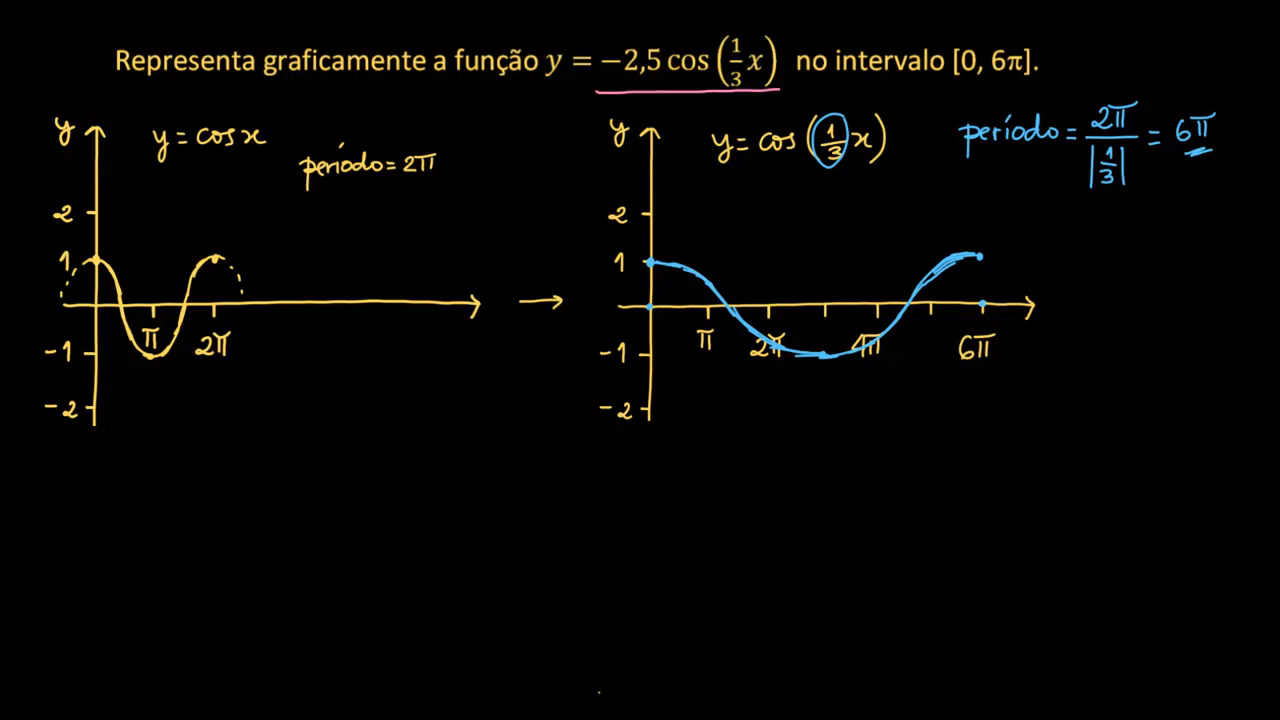 Representa graficamente a função y = −2,5 cos (1/3 x) no intervalo [0, 6π].
y
y = cos x
período = 2π
2
1
-1
-2
π
2π
y
y = cos (1/3 x)
período = 2π / |1/3| = 6π
2
1
-1
-2
π
2π
4π
6π